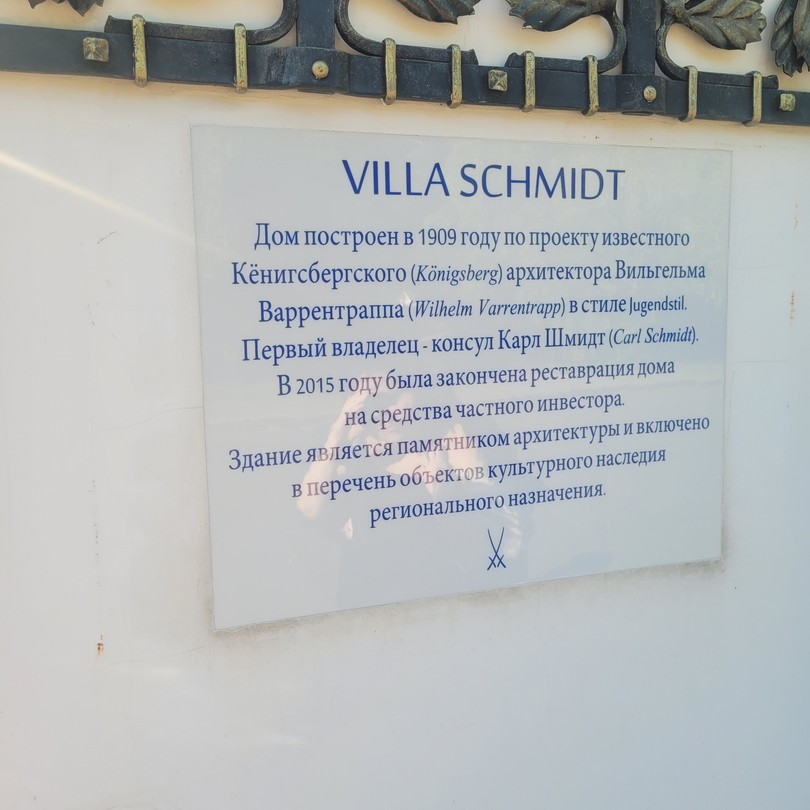 VILLA SCHMIDT
Дом построен в 1909 году по проекту известного
Кёнигсбергского (Königsberg) архитектора Вильгельма
Варрентраппа (Wilhelm Varrentrapp) в стиле Jugendstil.
Первый владелец - консул Карл Шмидт (Carl Schmidt).
В 2015 году была закончена реставрация дома
на средства частного инвестора.
Здание является памятником архитектуры и включено
в перечень объектов культурного наследия
регионального назначения.